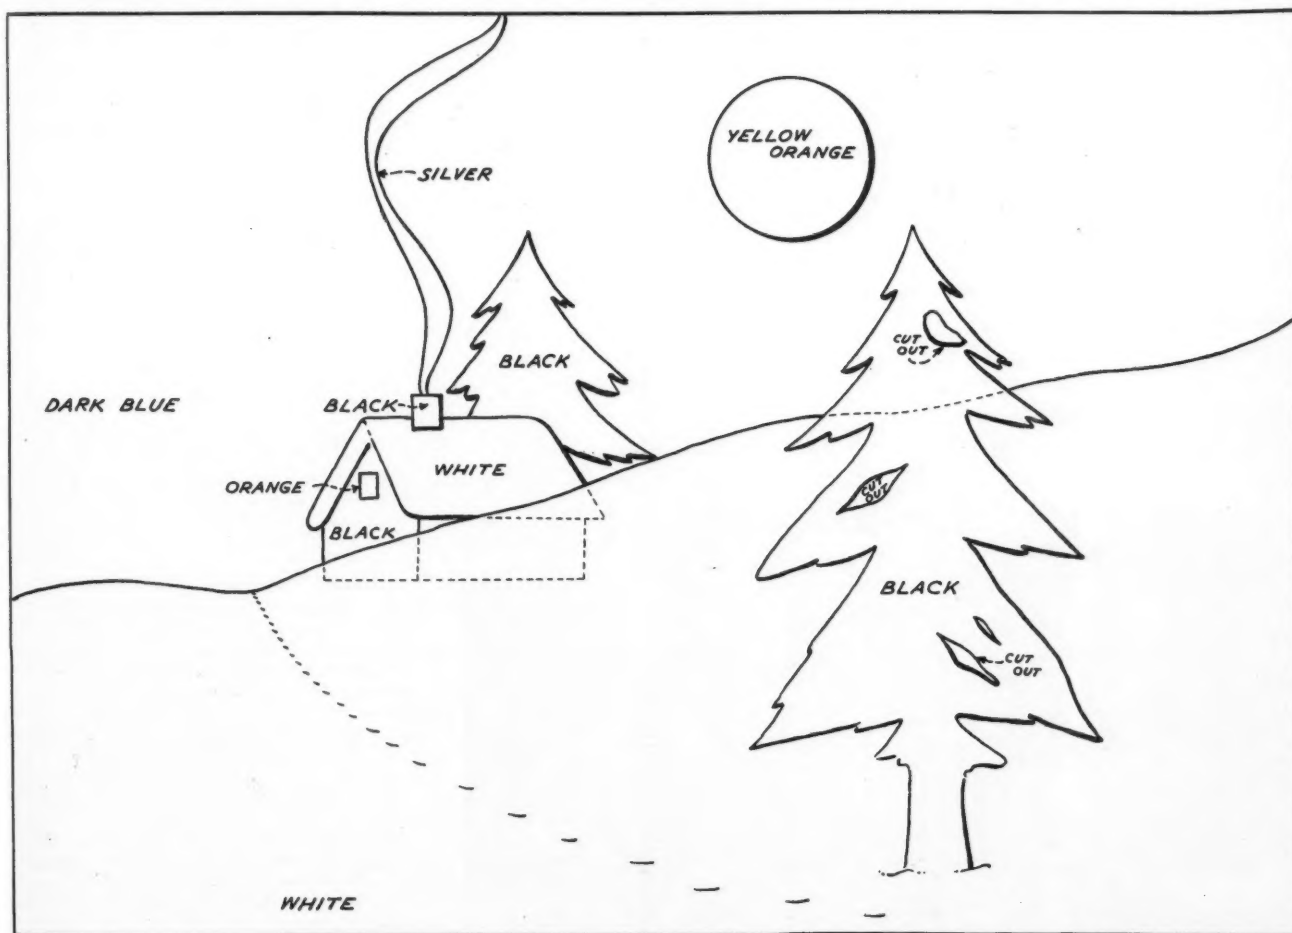 YELLOW
ORANGE
SILVER
CUT
OUT
BLACK
DARK BLUE
BLACK
WHITE
ORANGE
CUT
OUT
BLACK
BLACK
CUT
OUT
WHITE